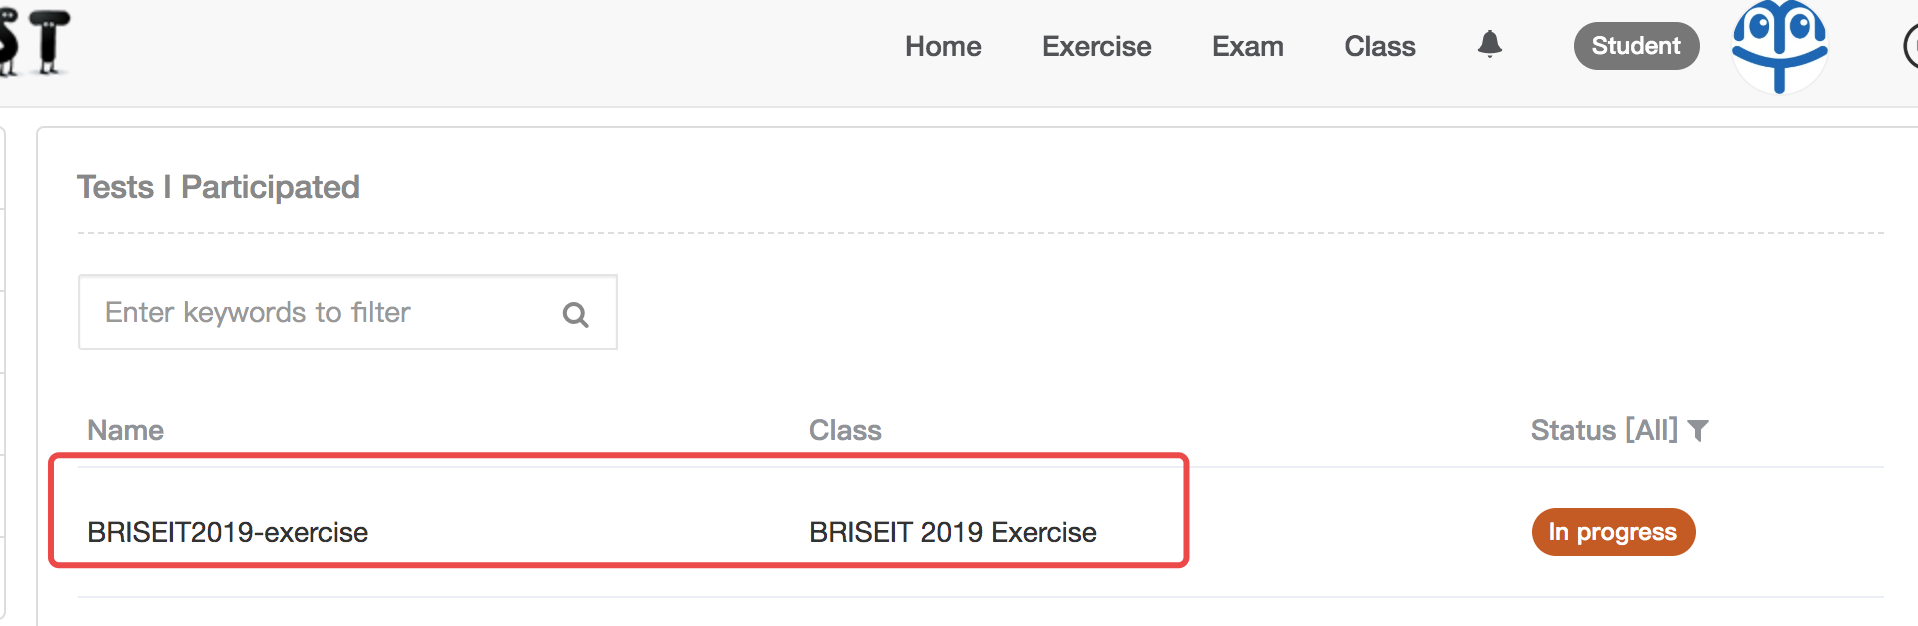 ST
Home Exercise Exam Class Student
Tests I Participated
Enter keywords to filter
Name Class Status [All]
BRISEIT2019-exercise BRISEIT 2019 Exercise In progress